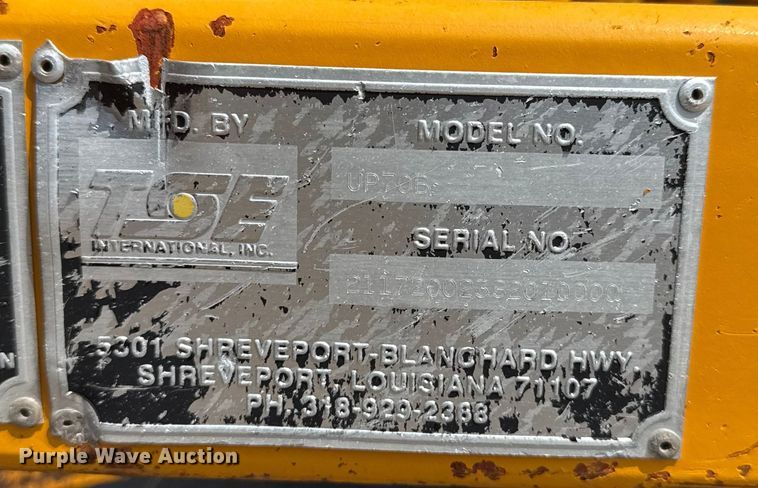 MFD. BY
TSE
INTERNATIONAL, INC.
MODEL NO.
UP70B
SERIAL NO
5301 SHREVEPORT-BLANCHARD HWY.
SHREVEPORT, LOUISIANA 71107
PH. 318-929-2368
N
Purple Wave Auction